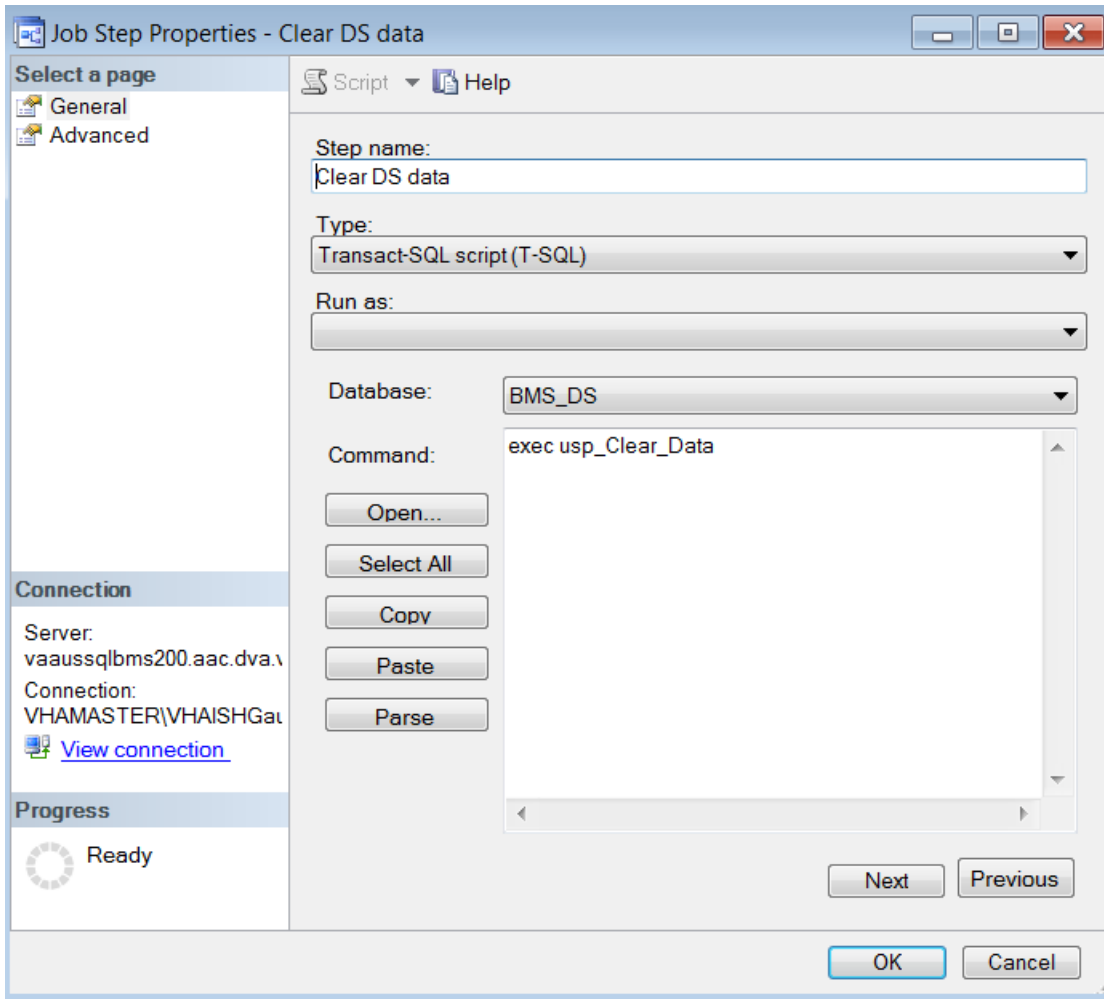 Job Step Properties - Clear DS data
Select a page
General
Advanced
Script
Help
Step name:
Clear DS data
Type:
Transact-SQL script (T-SQL)
Run as:
Database:
BMS_DS
Command:
exec usp_Clear_Data
Open...
Select All
Copy
Paste
Parse
Connection
Server:
vaaussqlbms200.aac.dva.v
Connection:
VHAMASTER\VHAISHGau
View connection
Progress
Ready
Next
Previous
OK
Cancel